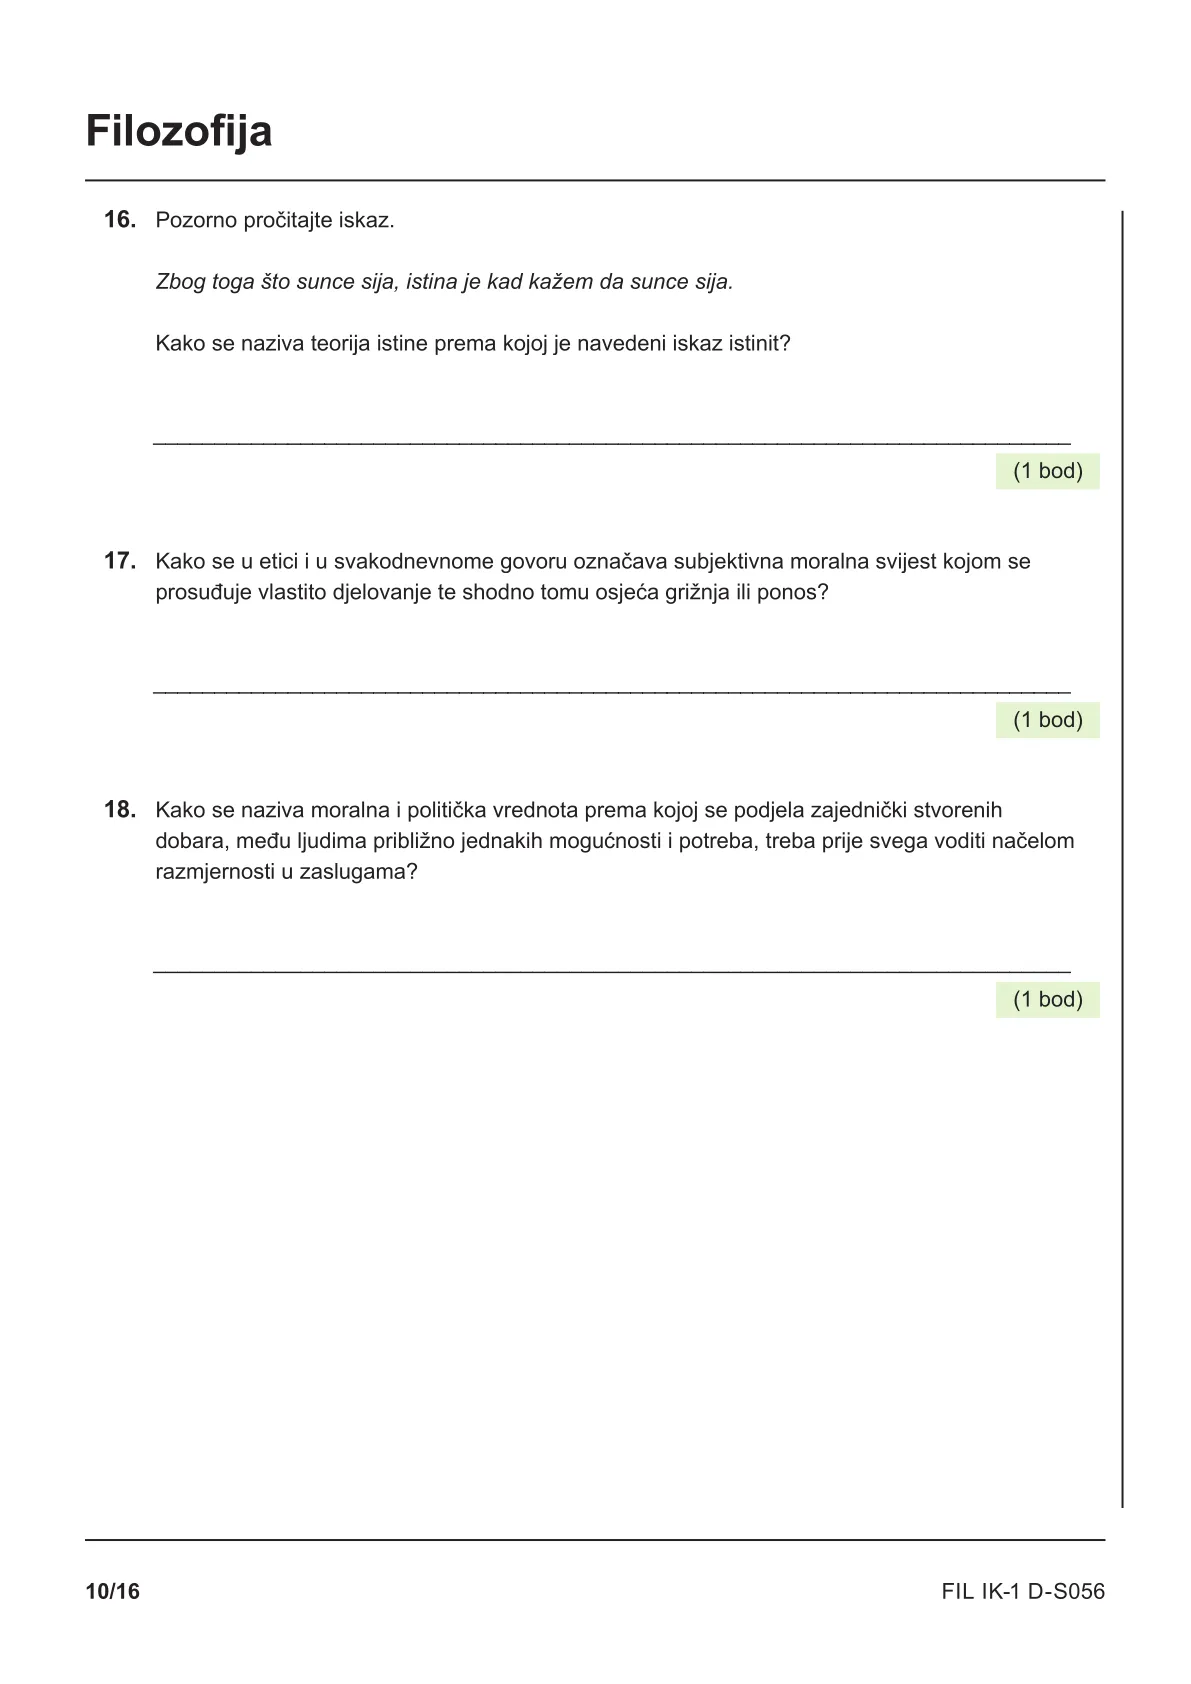 Filozofija
16. Pozorno pročitajte iskaz.
Zbog toga što sunce sija, istina je kad kažem da sunce sija.
Kako se naziva teorija istine prema kojoj je navedeni iskaz istinit?
(1 bod)
17. Kako se u etici i u svakodnevnome govoru označava subjektivna moralna svijest kojom se
prosuđuje vlastito djelovanje te shodno tomu osjeća grižnja ili ponos?
(1 bod)
18. Kako se naziva moralna i politička vrednota prema kojoj se podjela zajednički stvorenih
dobara, među ljudima približno jednakih mogućnosti i potreba, treba prije svega voditi načelom
razmjernosti u zaslugama?
(1 bod)
10/16
FIL IK-1 D-S056